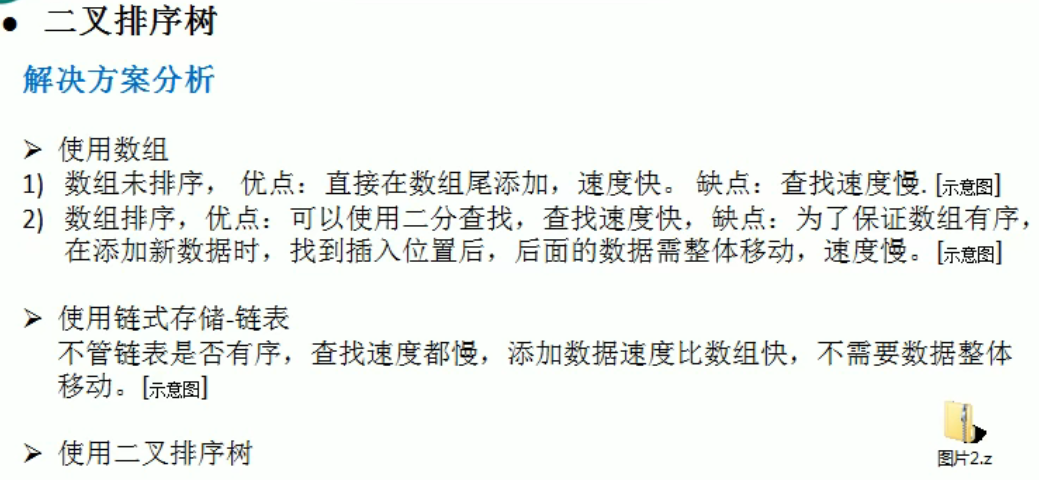 ● 二叉排序树
解决方案分析
➢ 使用数组
1) 数组未排序， 优点：直接在数组尾添加，速度快。 缺点：查找速度慢. [示意图]
2) 数组排序，优点：可以使用二分查找，查找速度快，缺点：为了保证数组有序，
在添加新数据时，找到插入位置后，后面的数据需整体移动，速度慢。[示意图]
➢ 使用链式存储-链表
不管链表是否有序，查找速度都慢，添加数据速度比数组快，不需要数据整体
移动。[示意图]
➢ 使用二叉排序树
图片2.z